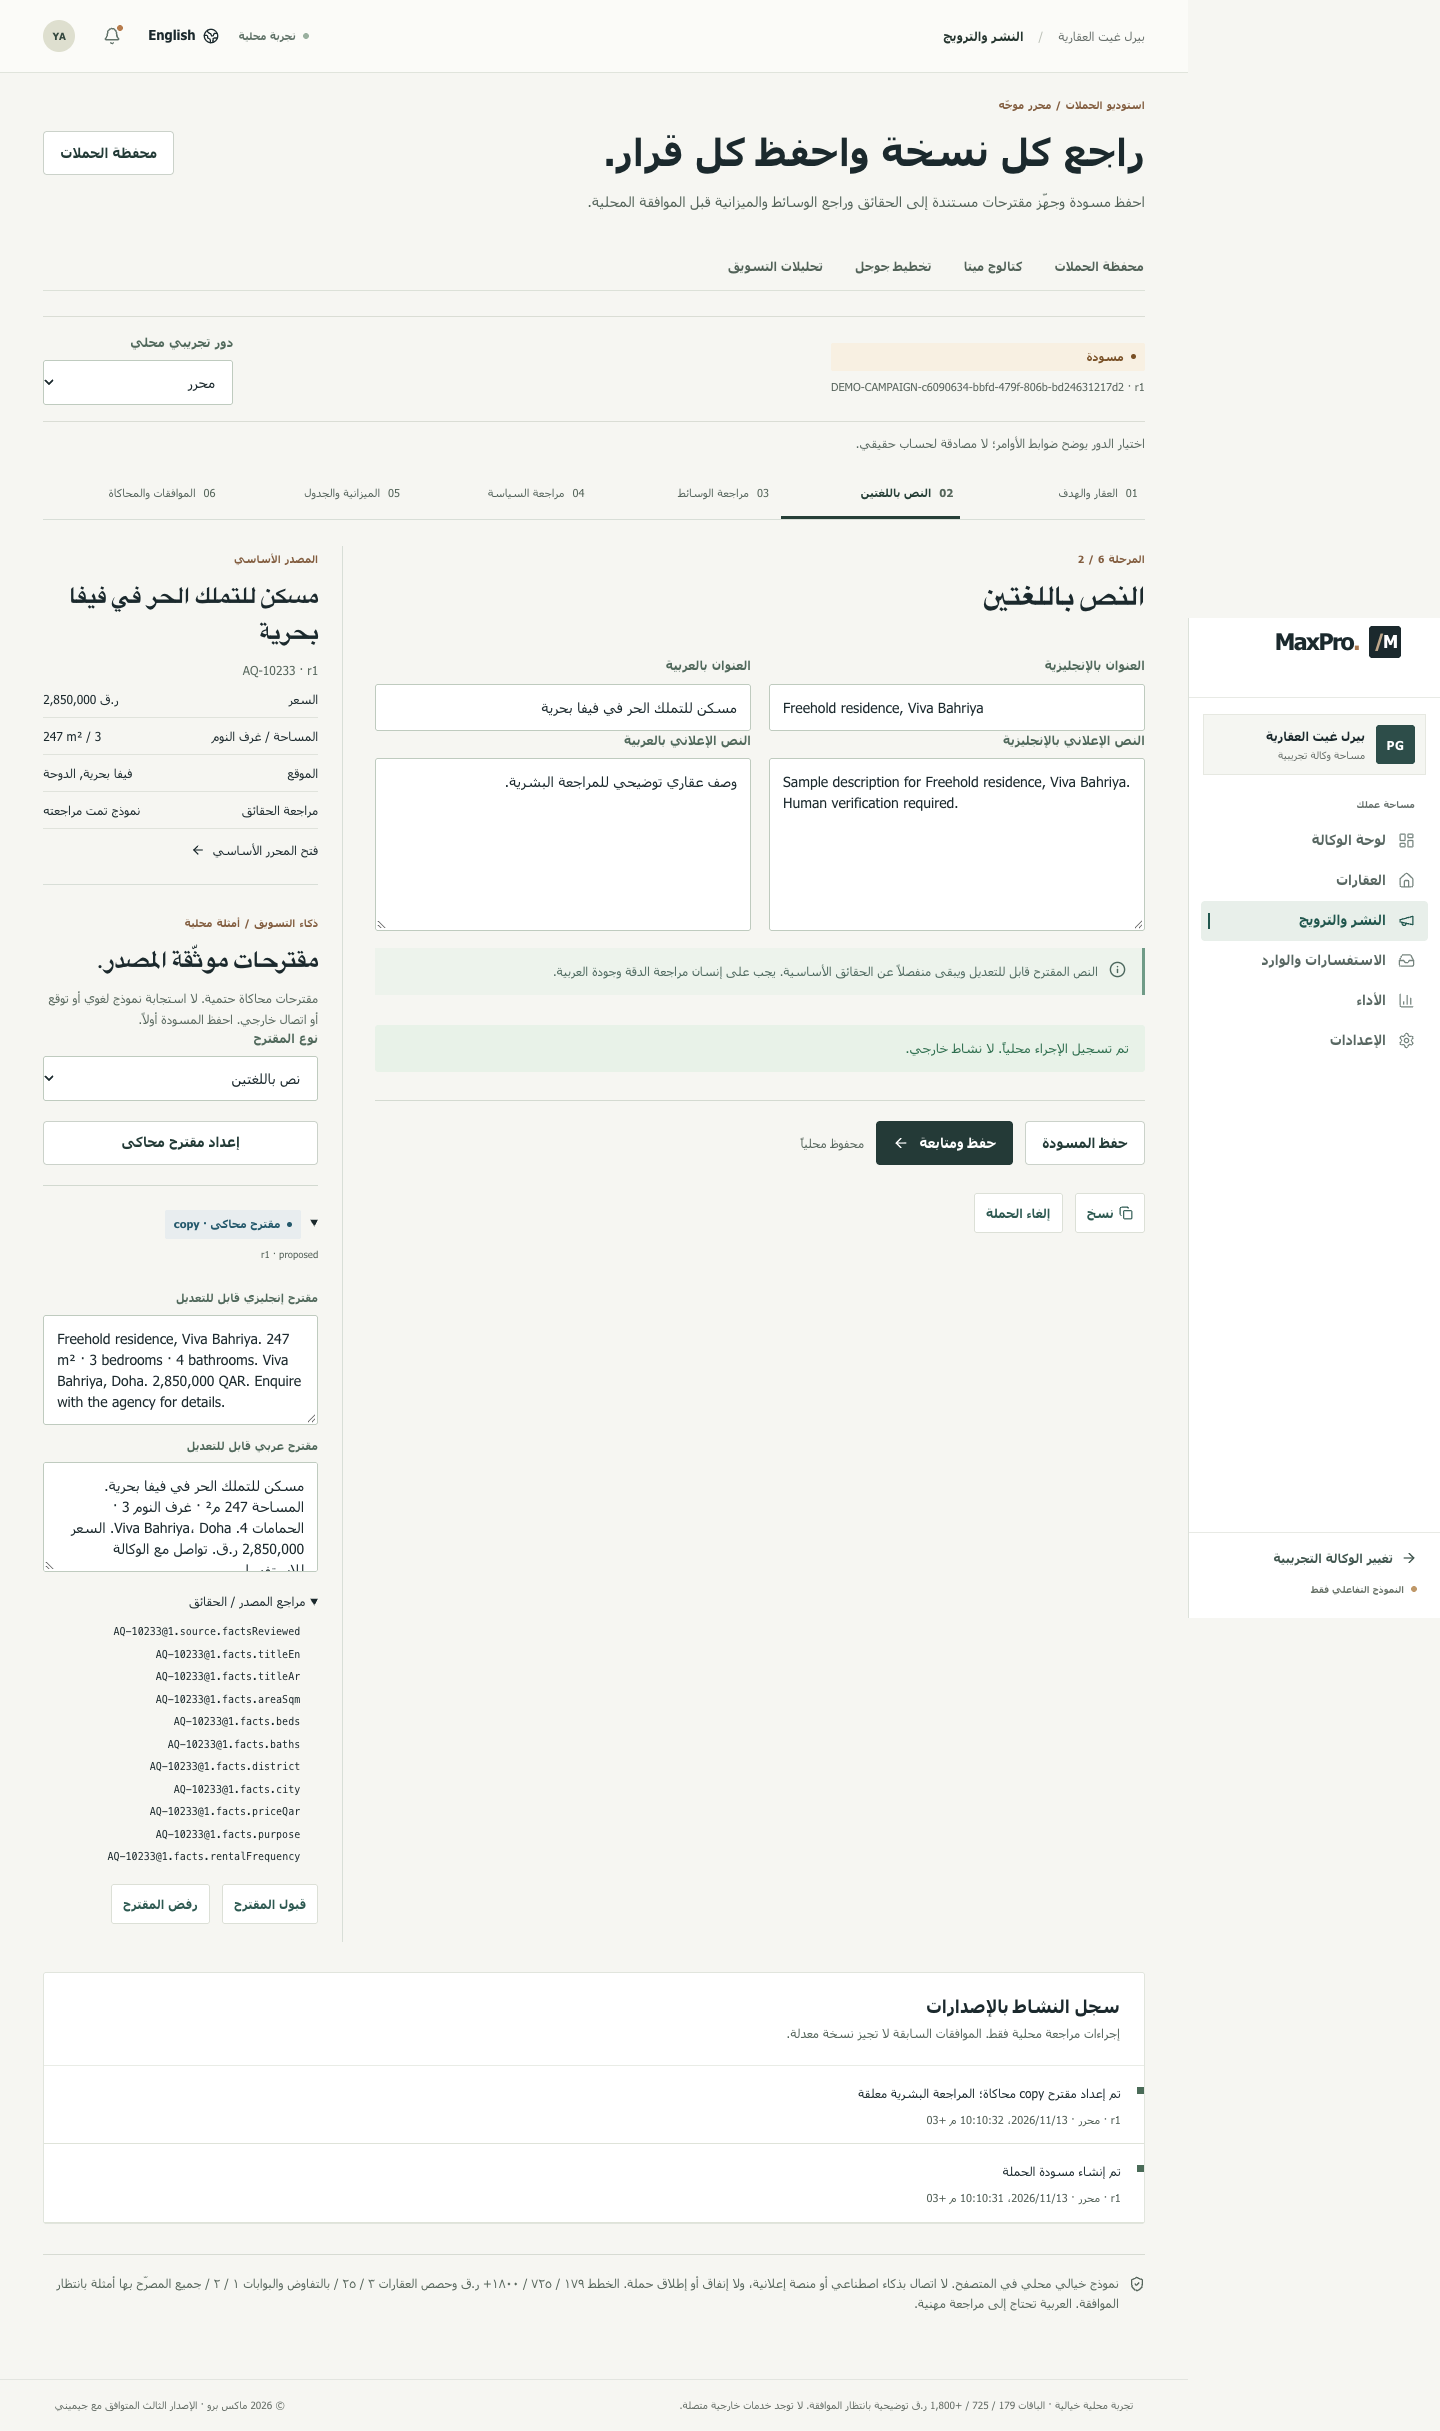 بيرل غيت العقارية / النشر والترويج
تجربة محلية
English
YA
استوديو الحملات / محرر موجّه
راجع كل نسخة واحفظ كل قرار.
محفظة الحملات
احفظ مسودة وجهّز مقترحات مستندة إلى الحقائق وراجع الوسائط والميزانية قبل الموافقة المحلية.
محفظة الحملات
كتالوج ميتا
تخطيط جوجل
تحليلات التسويق
مسودة
DEMO-CAMPAIGN-c6090634-bbfd-479f-806b-bd24631217d2 · r1
دور تجريبي محلي
محرر
اختيار الدور يوضح ضوابط الأوامر؛ لا مصادقة لحساب حقيقي.
01 العقار والهدف
02 النص باللغتين
03 مراجعة الوسائط
04 مراجعة السياسة
05 الميزانية والجدول
06 الموافقات والمحاكاة
المرحلة 6 / 2
النص باللغتين
العنوان بالإنجليزية
Freehold residence, Viva Bahriya
العنوان بالعربية
مسكن للتملك الحر في فيفا بحرية
النص الإعلاني بالإنجليزية
Sample description for Freehold residence, Viva Bahriya.
Human verification required.
النص الإعلاني بالعربية
وصف عقاري توضيحي للمراجعة البشرية.
النص المقترح قابل للتعديل ويبقى منفصلاً عن الحقائق الأساسية. يجب على إنسان مراجعة الدقة وجودة العربية.
تم تسجيل الإجراء محلياً. لا نشاط خارجي.
حفظ المسودة
حفظ ومتابعة
محفوظ محلياً
نسخ
إلغاء الحملة
المصدر الأساسي
مسكن للتملك الحر في فيفا
بحرية
AQ-10233 · r1
السعر
2,850,000 ر.ق
المساحة / غرف النوم
247 m² / 3
الموقع
فيفا بحرية, الدوحة
مراجعة الحقائق
نموذج تمت مراجعته
فتح المحرر الأساسي
ذكاء التسويق / أمثلة محلية
مقترحات موثّقة المصدر.
مقترحات محاكاة حتمية. لا استجابة نموذج لغوي أو توقع
أو اتصال خارجي. احفظ المسودة أولاً.
نوع المقترح
نص باللغتين
إعداد مقترح محاكى
مقترح محاكى · copy
r1 · proposed
مقترح إنجليزي قابل للتعديل
Freehold residence, Viva Bahriya. 247
m² · 3 bedrooms · 4 bathrooms. Viva
Bahriya, Doha. 2,850,000 QAR. Enquire
with the agency for details.
مقترح عربي قابل للتعديل
مسكن للتملك الحر في فيفا بحرية.
المساحة 247 م² · غرف النوم 3 ·
الحمامات 4. Viva Bahriya، Doha. السعر
2,850,000 ر.ق. تواصل مع الوكالة
مراجع المصدر / الحقائق
AQ-10233@1.source.factsReviewed
AQ-10233@1.facts.titleEn
AQ-10233@1.facts.titleAr
AQ-10233@1.facts.areaSqm
AQ-10233@1.facts.beds
AQ-10233@1.facts.baths
AQ-10233@1.facts.district
AQ-10233@1.facts.city
AQ-10233@1.facts.priceQar
AQ-10233@1.facts.purpose
AQ-10233@1.facts.rentalFrequency
قبول المقترح
رفض المقترح
سجل النشاط بالإصدارات
إجراءات مراجعة محلية فقط. الموافقات السابقة لا تجيز نسخة معدلة.
تم إعداد مقترح copy محاكاة؛ المراجعة البشرية معلقة
r1 · محرر · 2026/11/13، 10:10:32 م +03
تم إنشاء مسودة الحملة
r1 · محرر · 2026/11/13، 10:10:31 م +03
نموذج خيالي محلي في المتصفح. لا اتصال بذكاء اصطناعي أو منصة إعلانية، ولا إنفاق أو إطلاق حملة. الخطط ١٧٩ / ٧٢٥ / ١٨٠٠+ ر.ق وحصص العقارات ٣ / ٢٥ / بالتفاوض والبوابات ١ / ٢ / جميع المصرّح بها أمثلة بانتظار
الموافقة. العربية تحتاج إلى مراجعة مهنية.
تجربة محلية خيالية · الباقات 179 / 725 / 1,800+ ر.ق توضيحية بانتظار الموافقة. لا توجد خدمات خارجية متصلة.
© 2026 ماكس برو · الإصدار الثالث المتوافق مع جيميني
/M
MaxPro.
PG
بيرل غيت العقارية
مساحة وكالة تجريبية
مساحة عملك
لوحة الوكالة
العقارات
النشر والترويج
الاستفسارات والوارد
الأداء
الإعدادات
تغيير الوكالة التجريبية
النموذج التفاعلي فقط